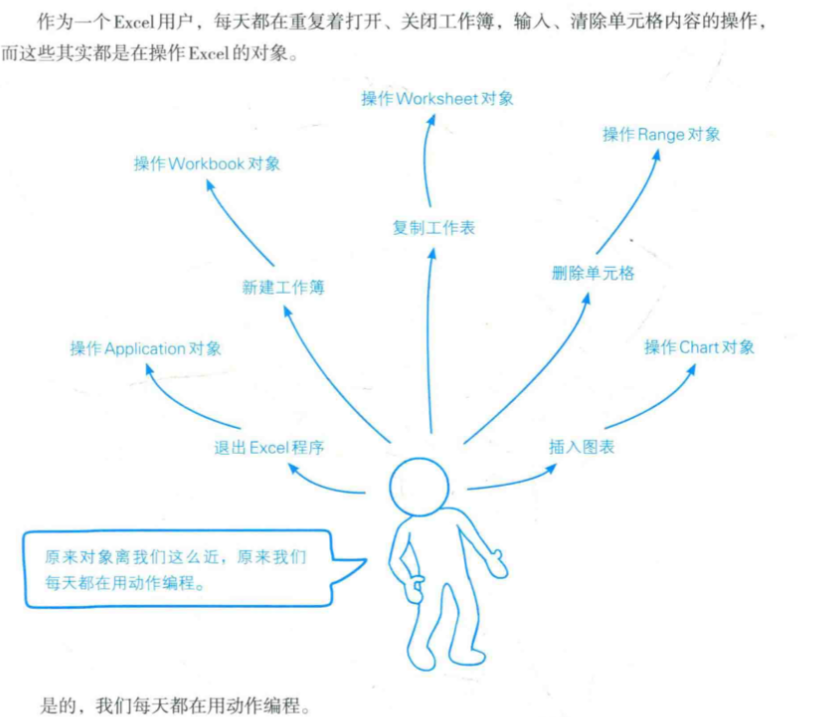 作为一个Excel用户，每天都在重复着打开、关闭工作簿，输入、清除单元格内容的操作，
而这些其实都是在操作Excel的对象。
操作Worksheet对象
操作Range对象
操作Workbook对象
复制工作表
删除单元格
新建工作簿
操作Application对象
操作Chart对象
退出Excel程序
插入图表
原来对象离我们这么近，原来我们
每天都在用动作编程。
是的，我们每天都在用动作编程。